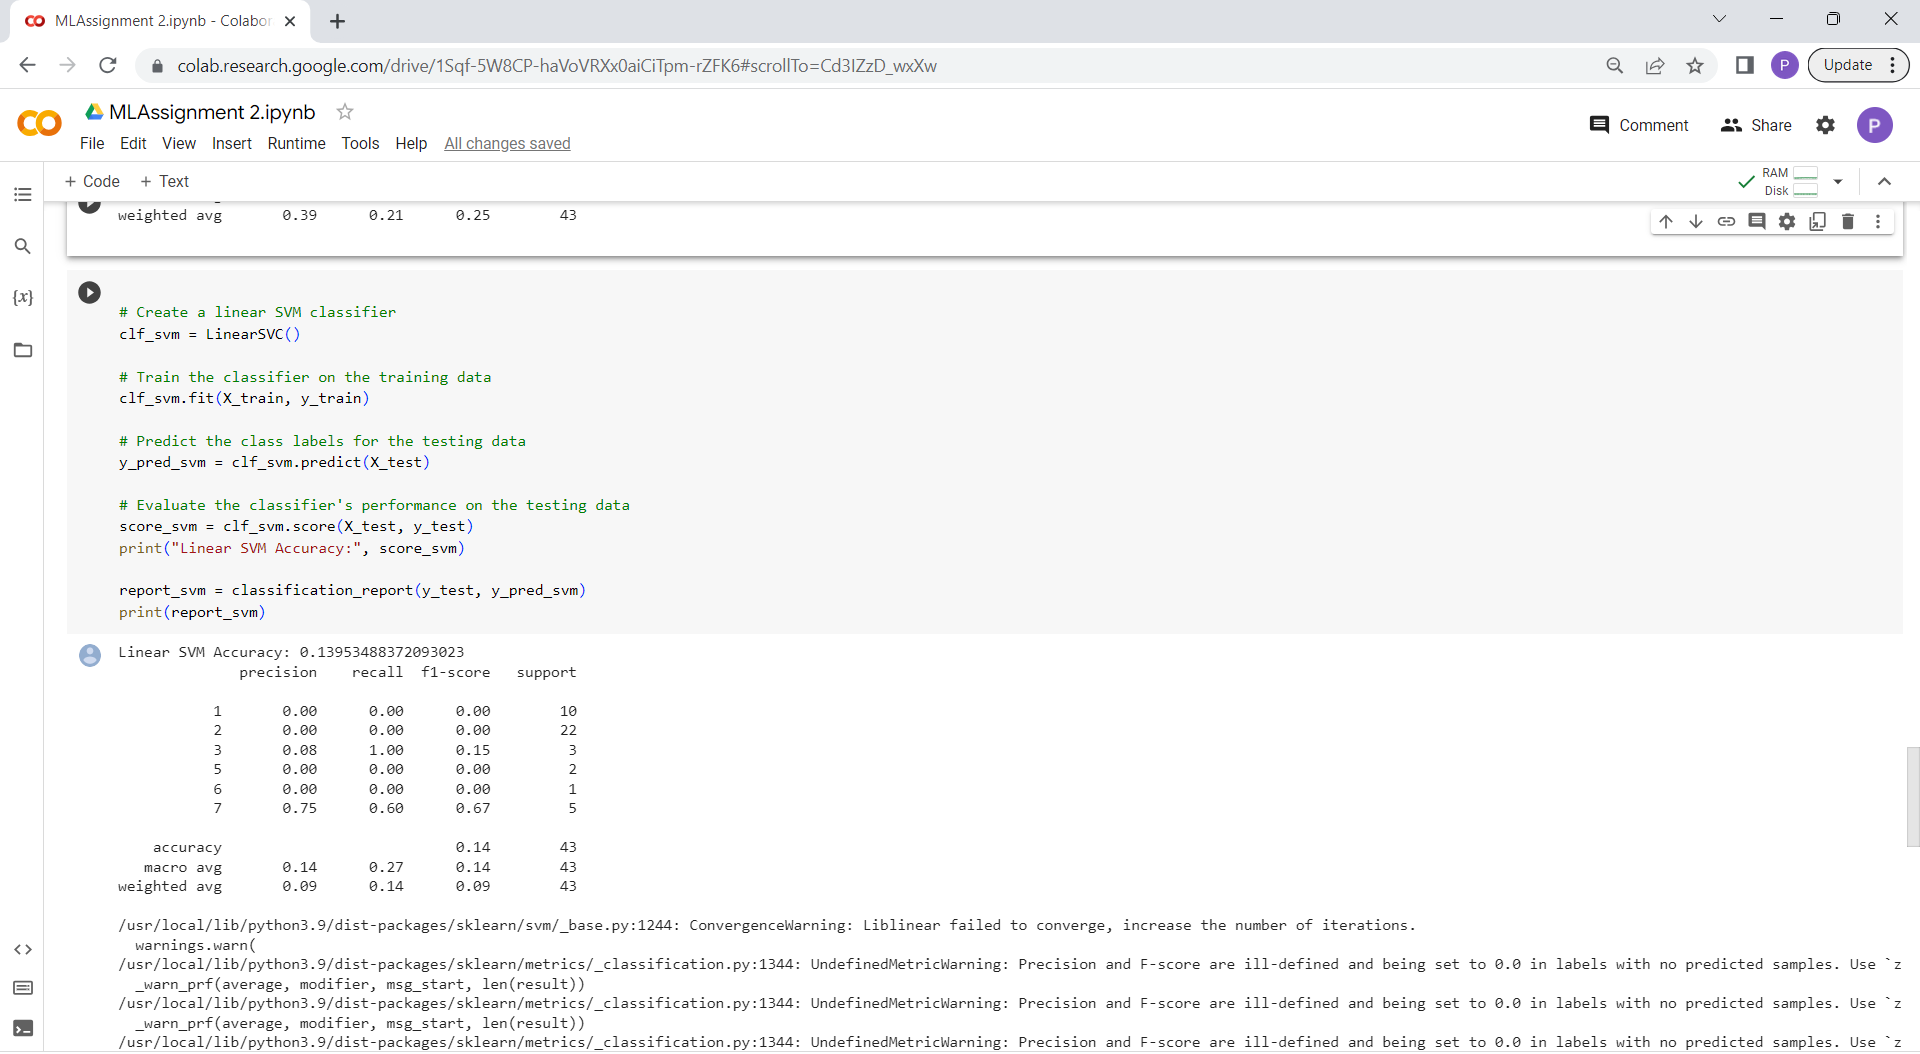 MLAssignment 2.ipynb - Colabor
colab.research.google.com/drive/1Sqf-5W8CP-haVoVRXx0aiCiTpm-rZFK6#scrollTo=Cd3IZzD_wxXw
P
Update
MLAssignment 2.ipynb
File Edit View Insert Runtime Tools Help All changes saved
Comment
Share
P
+ Code + Text
RAM
Disk
weighted avg 0.39 0.21 0.25 43
{x}
# Create a linear SVM classifier
clf_svm = LinearSVC()
# Train the classifier on the training data
clf_svm.fit(X_train, y_train)
# Predict the class labels for the testing data
y_pred_svm = clf_svm.predict(X_test)
# Evaluate the classifier's performance on the testing data
score_svm = clf_svm.score(X_test, y_test)
print("Linear SVM Accuracy:", score_svm)
report_svm = classification_report(y_test, y_pred_svm)
print(report_svm)
Linear SVM Accuracy: 0.13953488372093023
precision recall f1-score support
1 0.00 0.00 0.00 10
2 0.00 0.00 0.00 22
3 0.08 1.00 0.15 3
5 0.00 0.00 0.00 2
6 0.00 0.00 0.00 1
7 0.75 0.60 0.67 5
accuracy 0.14 43
macro avg 0.14 0.27 0.14 43
weighted avg 0.09 0.14 0.09 43
/usr/local/lib/python3.9/dist-packages/sklearn/svm/_base.py:1244: ConvergenceWarning: Liblinear failed to converge, increase the number of iterations.
warnings.warn(
/usr/local/lib/python3.9/dist-packages/sklearn/metrics/_classification.py:1344: UndefinedMetricWarning: Precision and F-score are ill-defined and being set to 0.0 in labels with no predicted samples. Use `z
_warn_prf(average, modifier, msg_start, len(result))
/usr/local/lib/python3.9/dist-packages/sklearn/metrics/_classification.py:1344: UndefinedMetricWarning: Precision and F-score are ill-defined and being set to 0.0 in labels with no predicted samples. Use `z
_warn_prf(average, modifier, msg_start, len(result))
/usr/local/lib/python3.9/dist-packages/sklearn/metrics/_classification.py:1344: UndefinedMetricWarning: Precision and F-score are ill-defined and being set to 0.0 in labels with no predicted samples. Use `z